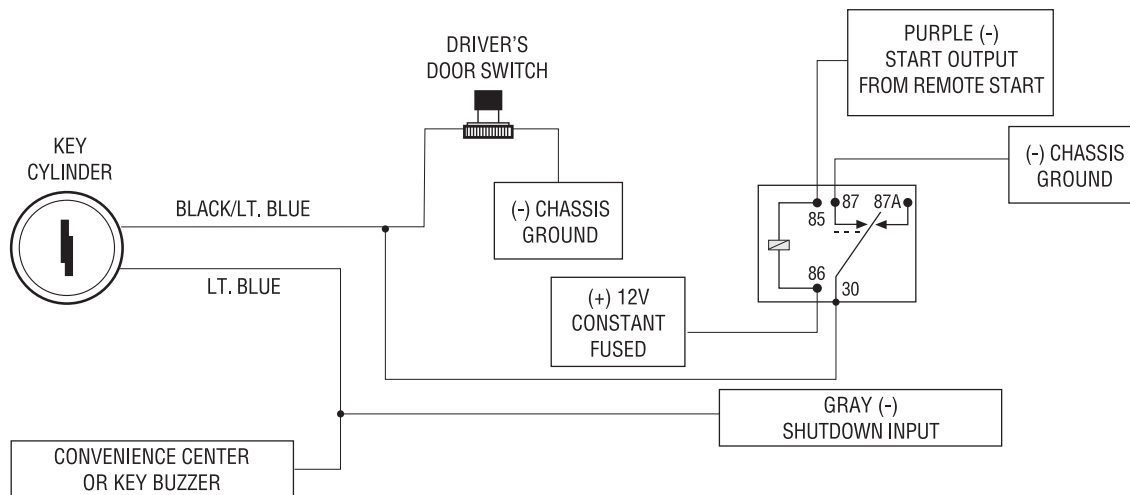 DRIVER'S
DOOR SWITCH
PURPLE (-)
START OUTPUT
FROM REMOTE START
KEY
CYLINDER
(-) CHASSIS
GROUND
BLACK/LT. BLUE
(-) CHASSIS
GROUND
87
87A
85
LT. BLUE
86
30
(+) 12V
CONSTANT
FUSED
GRAY (-)
SHUTDOWN INPUT
CONVENIENCE CENTER
OR KEY BUZZER